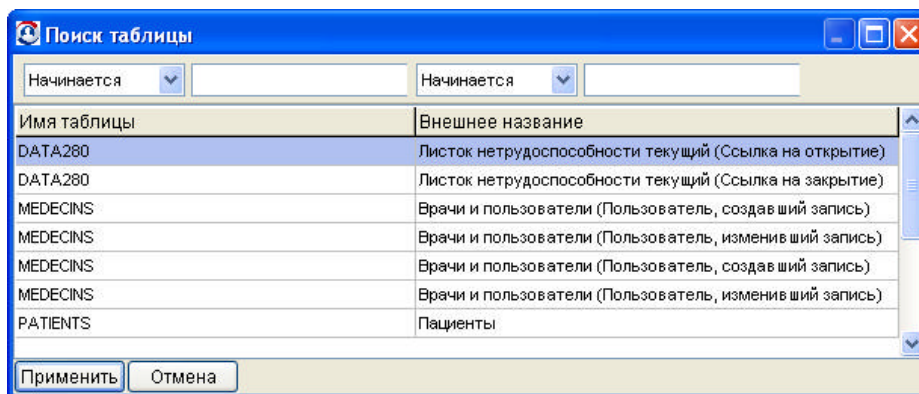 Поиск таблицы
Начинается Начинается
Имя таблицы Внешнее название
DATA280 Листок нетрудоспособности текущий (Ссылка на открытие)
DATA280 Листок нетрудоспособности текущий (Ссылка на закрытие)
MEDECINS Врачи и пользователи (Пользователь, создавший запись)
MEDECINS Врачи и пользователи (Пользователь, изменивший запись)
MEDECINS Врачи и пользователи (Пользователь, создавший запись)
MEDECINS Врачи и пользователи (Пользователь, изменивший запись)
PATIENTS Пациенты
Применить Отмена